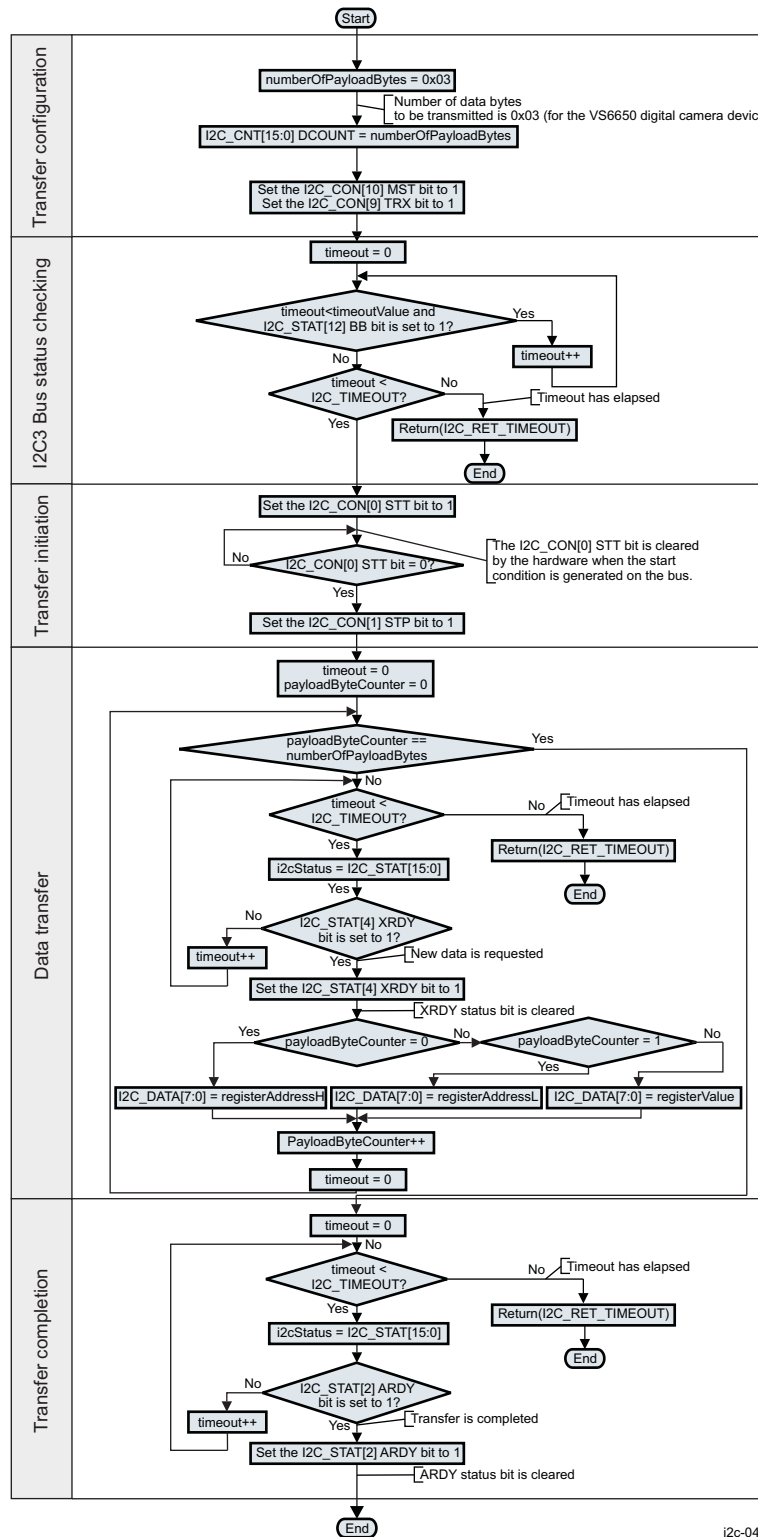 Start
Transfer configuration
numberOfPayloadBytes = 0x03
Number of data bytes
to be transmitted is 0x03 (for the VS6650 digital camera devic
I2C_CNT[15:0] DCOUNT = numberOfPayloadBytes
Set the I2C_CON[10] MST bit to 1
Set the I2C_CON[9] TRX bit to 1
I2C3 Bus status checking
timeout = 0
timeout<timeoutValue and
I2C_STAT[12] BB bit is set to 1?
Yes
timeout++
No
timeout <
I2C_TIMEOUT?
No
Timeout has elapsed
Yes
Return(I2C_RET_TIMEOUT)
End
Transfer initiation
Set the I2C_CON[0] STT bit to 1
No
I2C_CON[0] STT bit = 0?
The I2C_CON[0] STT bit is cleared
by the hardware when the start
condition is generated on the bus.
Yes
Set the I2C_CON[1] STP bit to 1
Data transfer
timeout = 0
payloadByteCounter = 0
payloadByteCounter ==
numberOfPayloadBytes
Yes
No
timeout <
I2C_TIMEOUT?
No
Timeout has elapsed
Yes
Return(I2C_RET_TIMEOUT)
End
i2cStatus = I2C_STAT[15:0]
Yes
I2C_STAT[4] XRDY
bit is set to 1?
No
timeout++
Yes
New data is requested
Set the I2C_STAT[4] XRDY bit to 1
XRDY status bit is cleared
Yes
payloadByteCounter = 0
No
payloadByteCounter = 1
No
Yes
I2C_DATA[7:0] = registerAddressH
I2C_DATA[7:0] = registerAddressL
I2C_DATA[7:0] = registerValue
PayloadByteCounter++
timeout = 0
Transfer completion
timeout = 0
No
timeout <
I2C_TIMEOUT?
No
Timeout has elapsed
Yes
Return(I2C_RET_TIMEOUT)
End
i2cStatus = I2C_STAT[15:0]
I2C_STAT[2] ARDY
bit is set to 1?
No
timeout++
Yes
Transfer is completed
Set the I2C_STAT[2] ARDY bit to 1
ARDY status bit is cleared
End
i2c-04